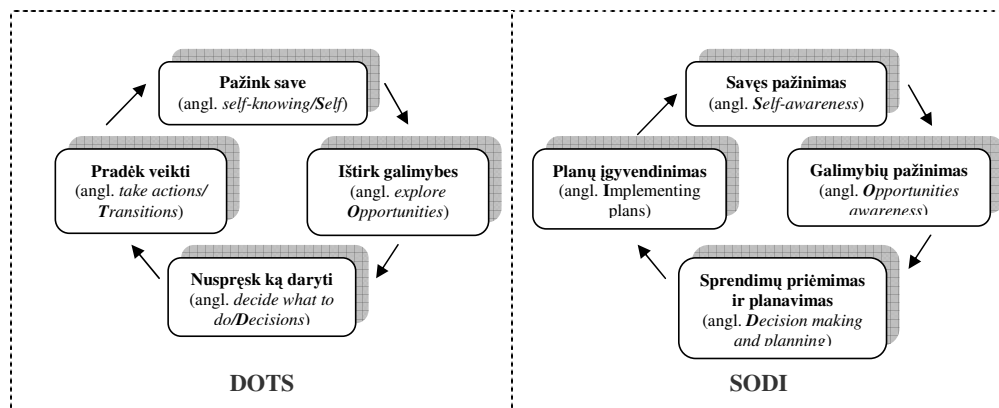 Pažink save
(angl. self-knowing/Self)
Ištirk galimybes
(angl. explore
Opportunities)
Nuspręsk ką daryti
(angl. decide what to
do/Decisions)
Pradėk veikti
(angl. take actions/
Transitions)
DOTS
Savęs pažinimas
(angl. Self-awareness)
Galimybių pažinimas
(angl. Opportunities
awareness)
Sprendimų priėmimas
ir planavimas
(angl. Decision making
and planning)
Planų įgyvendinimas
(angl. Implementing
plans)
SODI